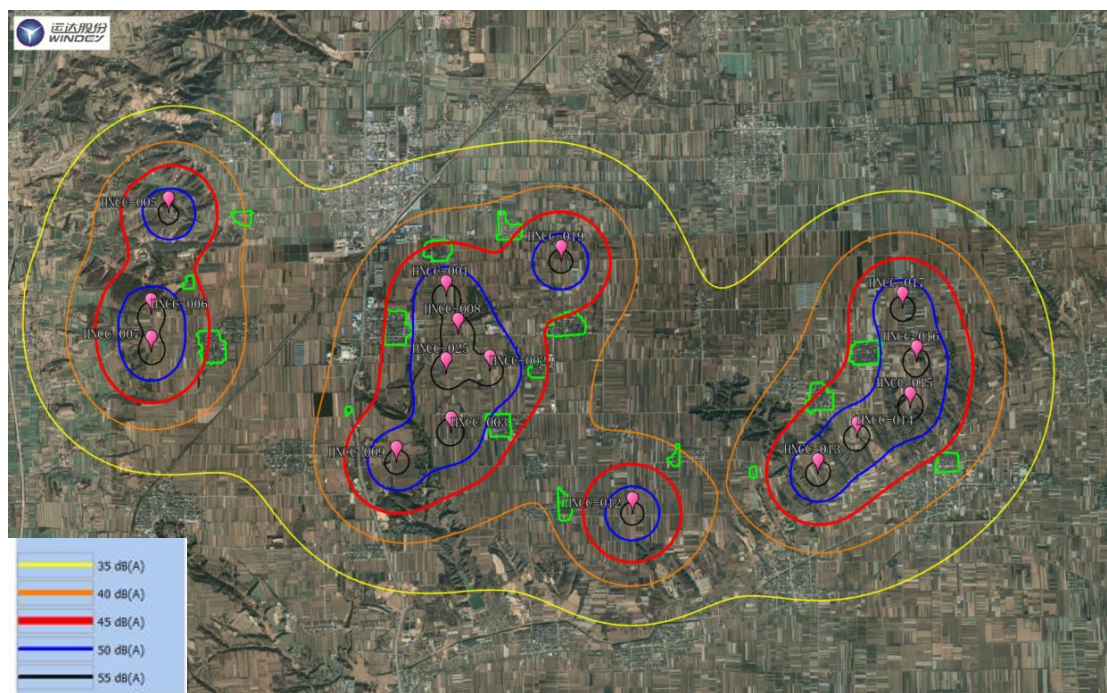 运达股份
WINDEY
HNCC-005
HNCC-019
HNCC-001
HNCC-017
HNCC-006
HNCC-008
HNCC-007
HNCC-016
HNCC-025
HNCC-002
HNCC-015
HNCC-003
HNCC-014
HNCC-009
HNCC-013
HNCC-012
35 dB(A)
40 dB(A)
45 dB(A)
50 dB(A)
55 dB(A)